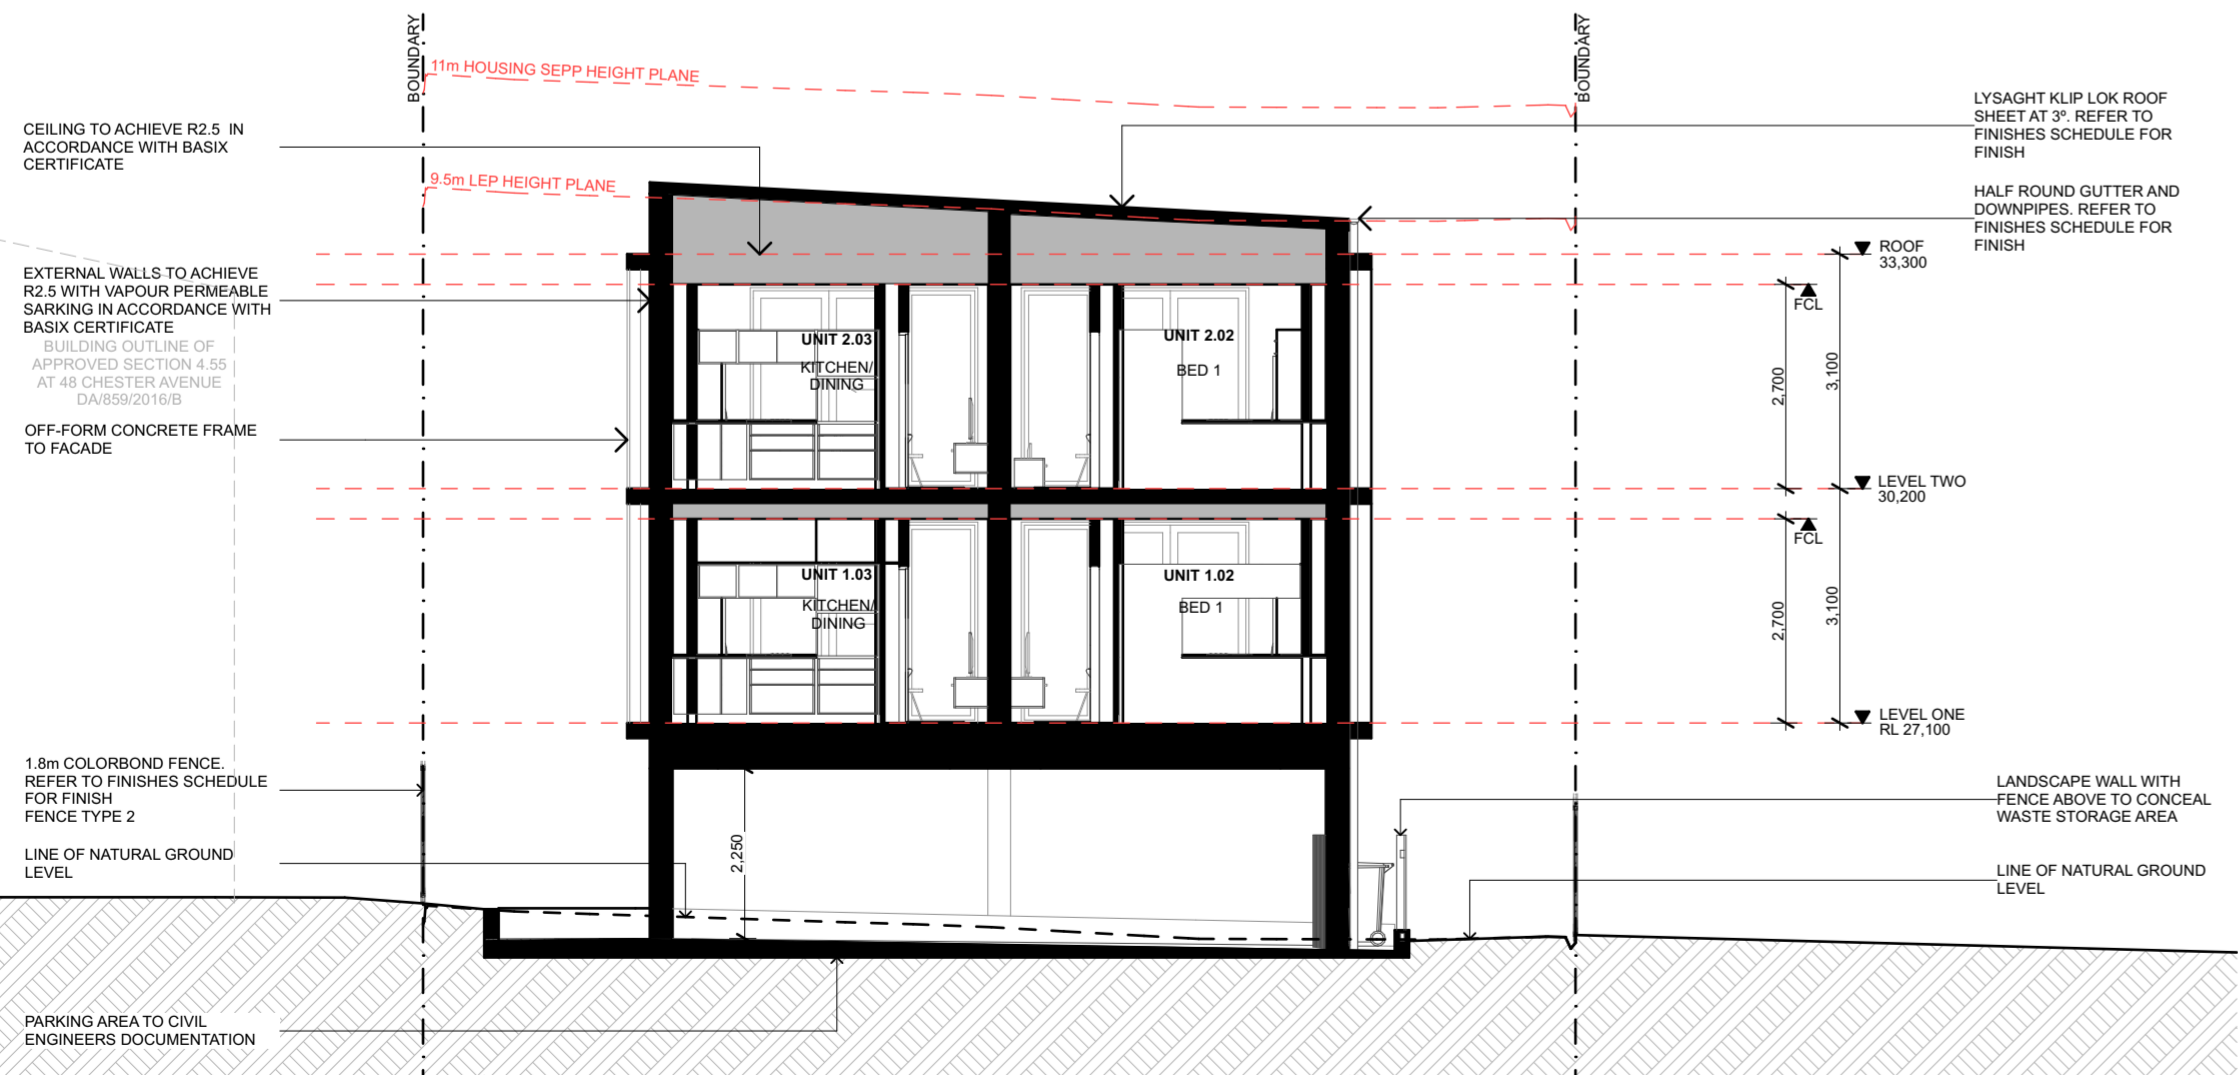 BOUNDARY
11m HOUSING SEPP HEIGHT PLANE
BOUNDARY
CEILING TO ACHIEVE R2.5 IN
ACCORDANCE WITH BASIX
CERTIFICATE
9.5m LEP HEIGHT PLANE
EXTERNAL WALLS TO ACHIEVE
R2.5 WITH VAPOUR PERMEABLE
SARKING IN ACCORDANCE WITH
BASIX CERTIFICATE
BUILDING OUTLINE OF
APPROVED SECTION 4.55
AT 48 CHESTER AVENUE
DA/859/2016/B
OFF-FORM CONCRETE FRAME
TO FACADE
1.8m COLORBOND FENCE.
REFER TO FINISHES SCHEDULE
FOR FINISH
FENCE TYPE 2
LINE OF NATURAL GROUND
LEVEL
PARKING AREA TO CIVIL
ENGINEERS DOCUMENTATION
UNIT 2.03
KITCHEN/
DINING
UNIT 2.02
BED 1
UNIT 1.03
KITCHEN/
DINING
UNIT 1.02
BED 1
2,250
LYSAGHT KLIP LOK ROOF
SHEET AT 3º. REFER TO
FINISHES SCHEDULE FOR
FINISH
HALF ROUND GUTTER AND
DOWNPIPES. REFER TO
FINISHES SCHEDULE FOR
FINISH
ROOF
33,300
FCL
2,700
3,100
LEVEL TWO
30,200
FCL
2,700
3,100
LEVEL ONE
RL 27,100
LANDSCAPE WALL WITH
FENCE ABOVE TO CONCEAL
WASTE STORAGE AREA
LINE OF NATURAL GROUND
LEVEL